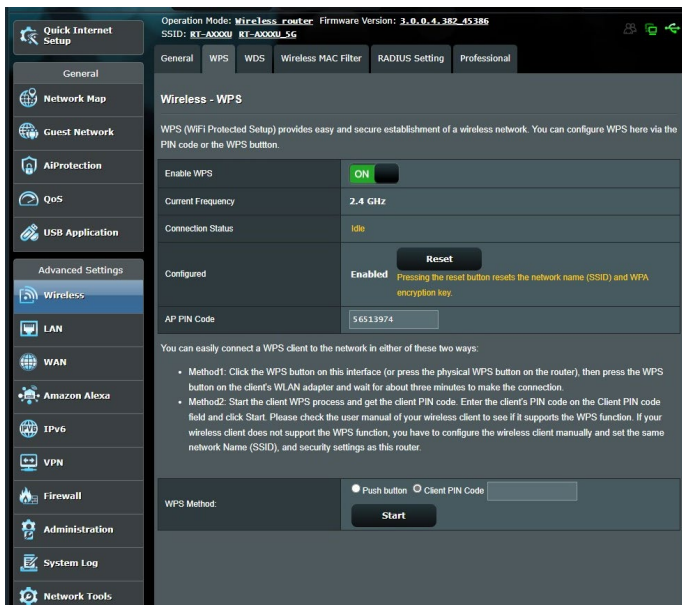 Operation Mode: Wireless router Firmware Version: 3.0.0.4.382_45386
SSID: RT-AXXXU RT-AXXXU_5G
Quick Internet
Setup
General
Network Map
Guest Network
AiProtection
QoS
USB Application
Advanced Settings
Wireless
LAN
WAN
Amazon Alexa
IPv6
VPN
Firewall
Administration
System Log
Network Tools
General WPS WDS Wireless MAC Filter RADIUS Setting Professional
Wireless - WPS
WPS (WiFi Protected Setup) provides easy and secure establishment of a wireless network. You can configure WPS here via the
PIN code or the WPS buttton.
Enable WPS ON
Current Frequency 2.4 GHz
Connection Status Idle
Configured Enabled Reset
Pressing the reset button resets the network name (SSID) and WPA
encryption key.
AP PIN Code 56513974
You can easily connect a WPS client to the network in either of these two ways:
• Method1: Click the WPS button on this interface (or press the physical WPS button on the router), then press the WPS
button on the client's WLAN adapter and wait for about three minutes to make the connection.
• Method2: Start the client WPS process and get the client PIN code. Enter the client's PIN code on the Client PIN code
field and click Start. Please check the user manual of your wireless client to see if it supports the WPS function. If your
wireless client does not support the WPS function, you have to configure the wireless client manually and set the same
network Name (SSID), and security settings as this router.
WPS Method: Push button Client PIN Code
Start